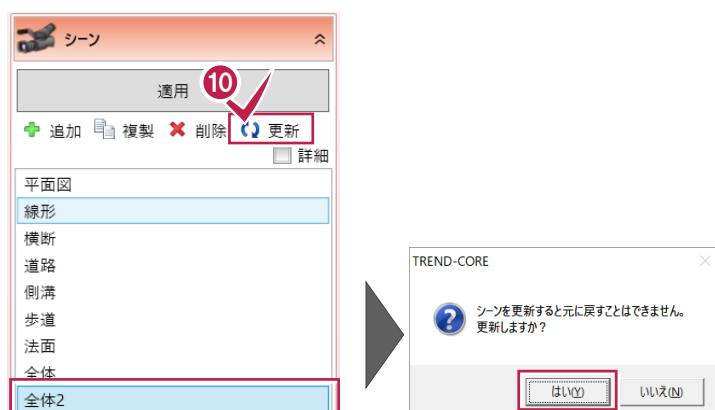 シーン
適用
10
追加 複製 削除 更新
詳細
平面図
線形
横断
道路
側溝
歩道
法面
全体
全体2
TREND-CORE
シーンを更新すると元に戻すことはできません。
更新しますか？
はい(Y) いいえ(N)